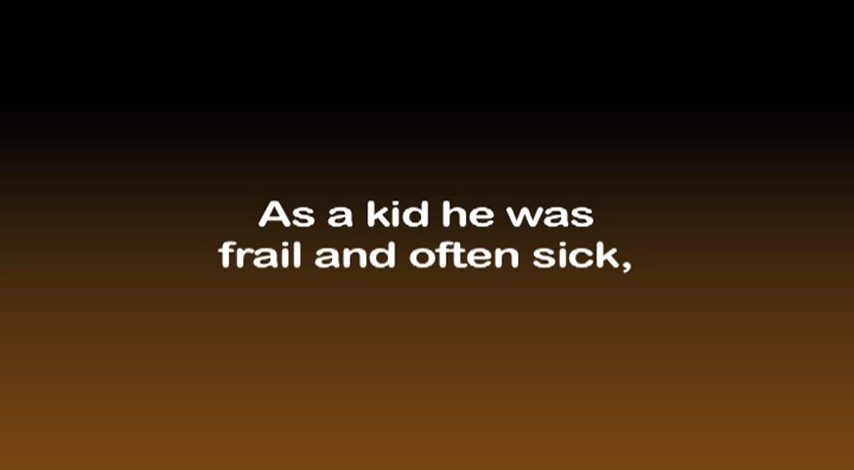 As a kid he was
frail and often sick,